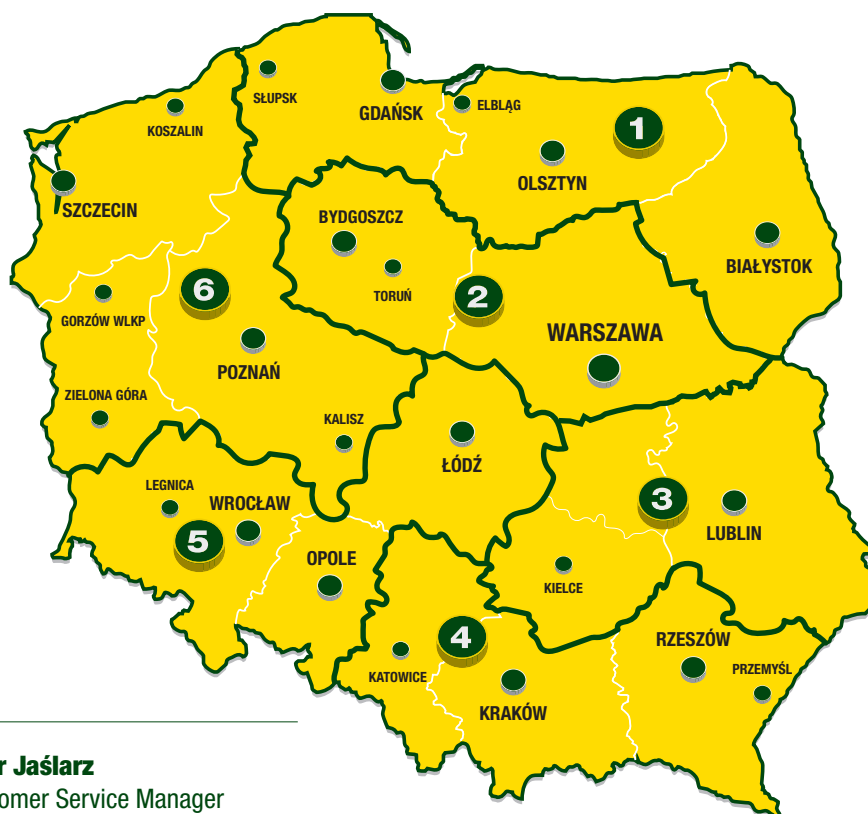 SŁUPSK
GDAŃSK
ELBLĄG
KOSZALIN
1
OLSZTYN
SZCZECIN
BYDGOSZCZ
BIAŁYSTOK
TORUŃ
6
2
GORZÓW WLKP
WARSZAWA
POZNAŃ
ZIELONA GÓRA
KALISZ
ŁÓDŹ
LEGNICA
WROCŁAW
3
LUBLIN
5
OPOLE
KIELCE
4
RZESZÓW
KATOWICE
PRZEMYŚL
KRAKÓW
r Jaślarz
omer Service Manager